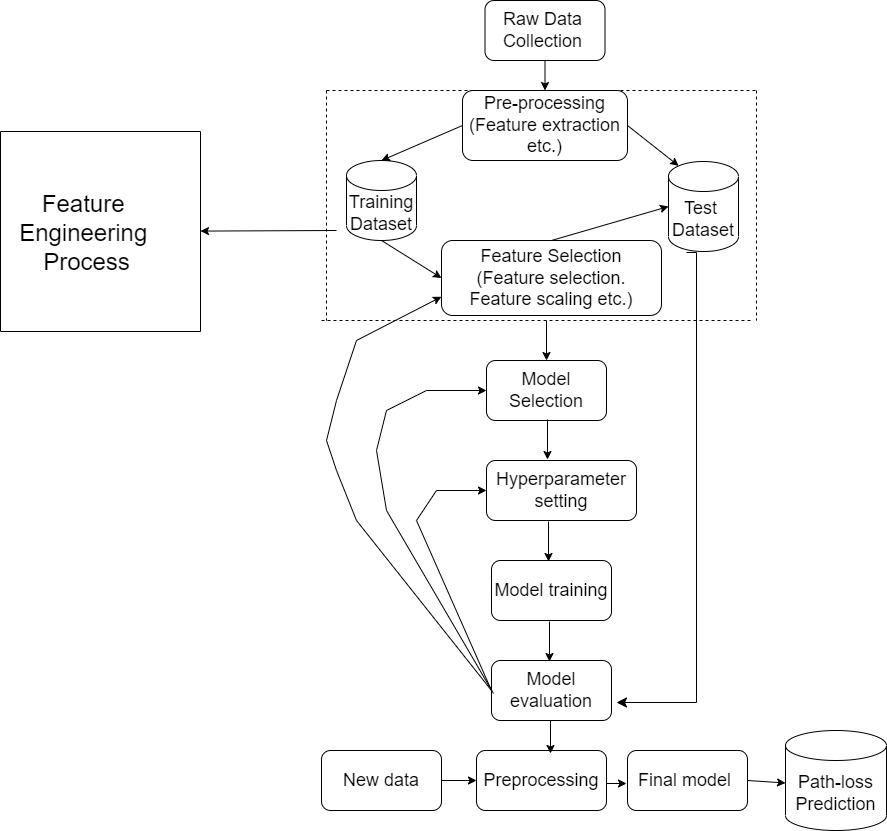 Raw Data
Collection
Pre-processing
(Feature extraction
etc.)
Feature
Engineering
Process
Training
Dataset
Test
Dataset
Feature Selection
(Feature selection.
Feature scaling etc.)
Model
Selection
Hyperparameter
setting
Model training
Model
evaluation
New data
Preprocessing
Final model
Path-loss
Prediction